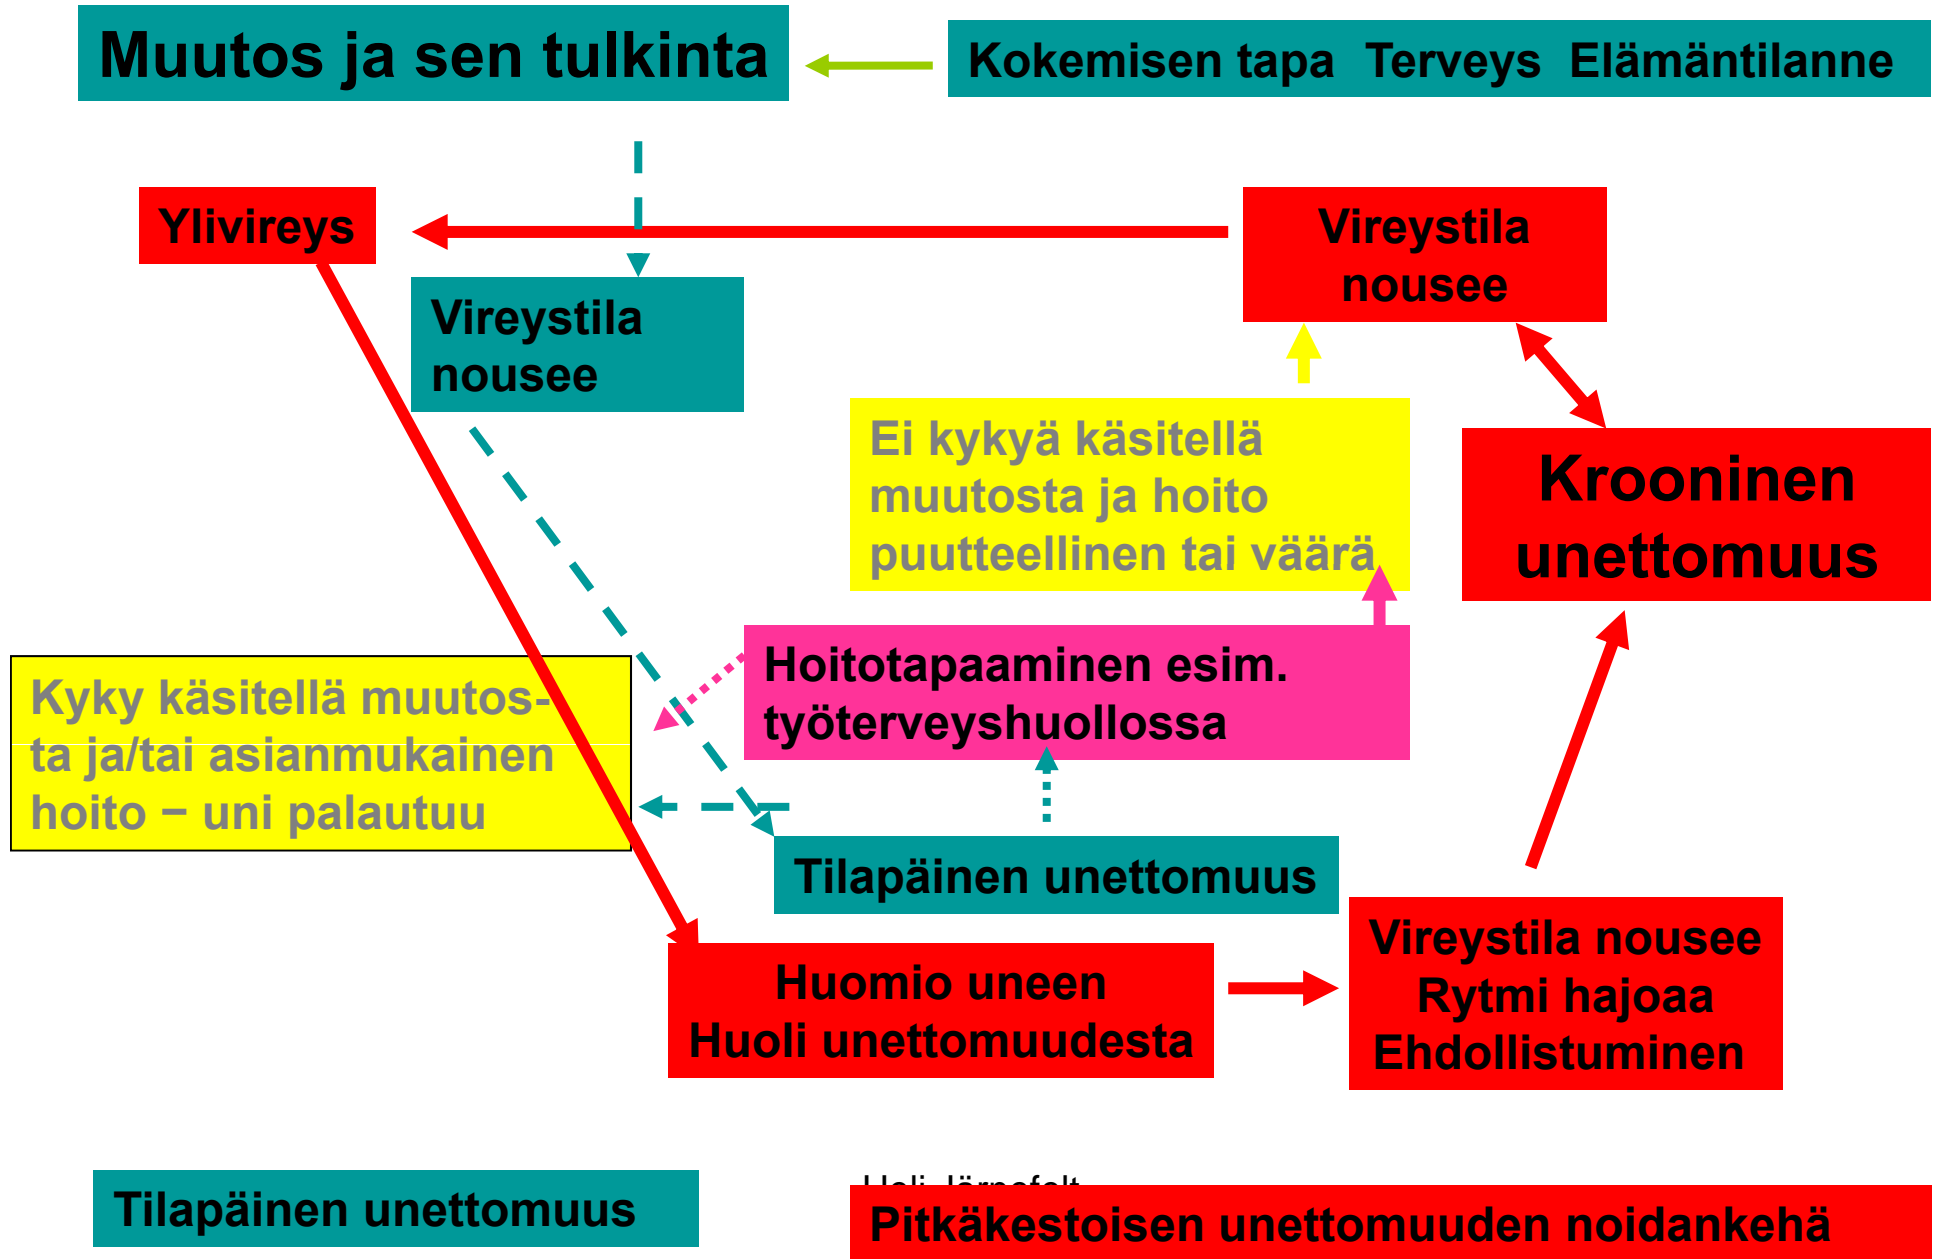 Muutos ja sen tulkinta
Kokemisen tapa Terveys Elämäntilanne
Ylivireys
Vireystila
nousee
Vireystila
nousee
Ei kykyä käsitellä
muutosta ja hoito
puutteellinen tai väärä
Krooninen
unettomuus
Hoitotapaaminen esim.
työterveyshuollossa
Kyky käsitellä muutos-
ta ja/tai asianmukainen
hoito – uni palautuu
Tilapäinen unettomuus
Huomio uneen
Huoli unettomuudesta
Vireystila nousee
Rytmi hajoaa
Ehdollistuminen
Tilapäinen unettomuus
Pitkäkestoisen unettomuuden noidankehä